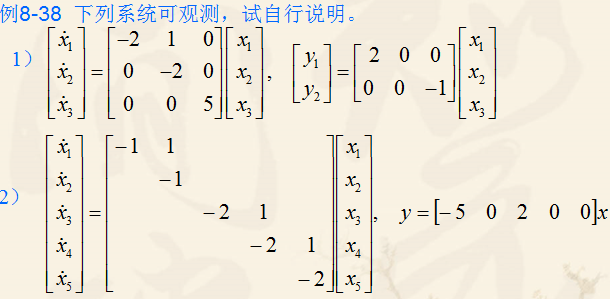 例8-38 下列系统可观测，试自行说明。
1) [ẋ₁ ẋ₂ ẋ₃] = [−2 1 0; 0 −2 0; 0 0 5] [x₁ x₂ x₃], [y₁ y₂] = [2 0 0; 0 0 −1] [x₁ x₂ x₃]
2) [ẋ₁ ẋ₂ ẋ₃ ẋ₄ ẋ₅] = [−1 1; −1; −2 1; −2 1; −2] [x₁ x₂ x₃ x₄ x₅], y = [−5 0 2 0 0]x